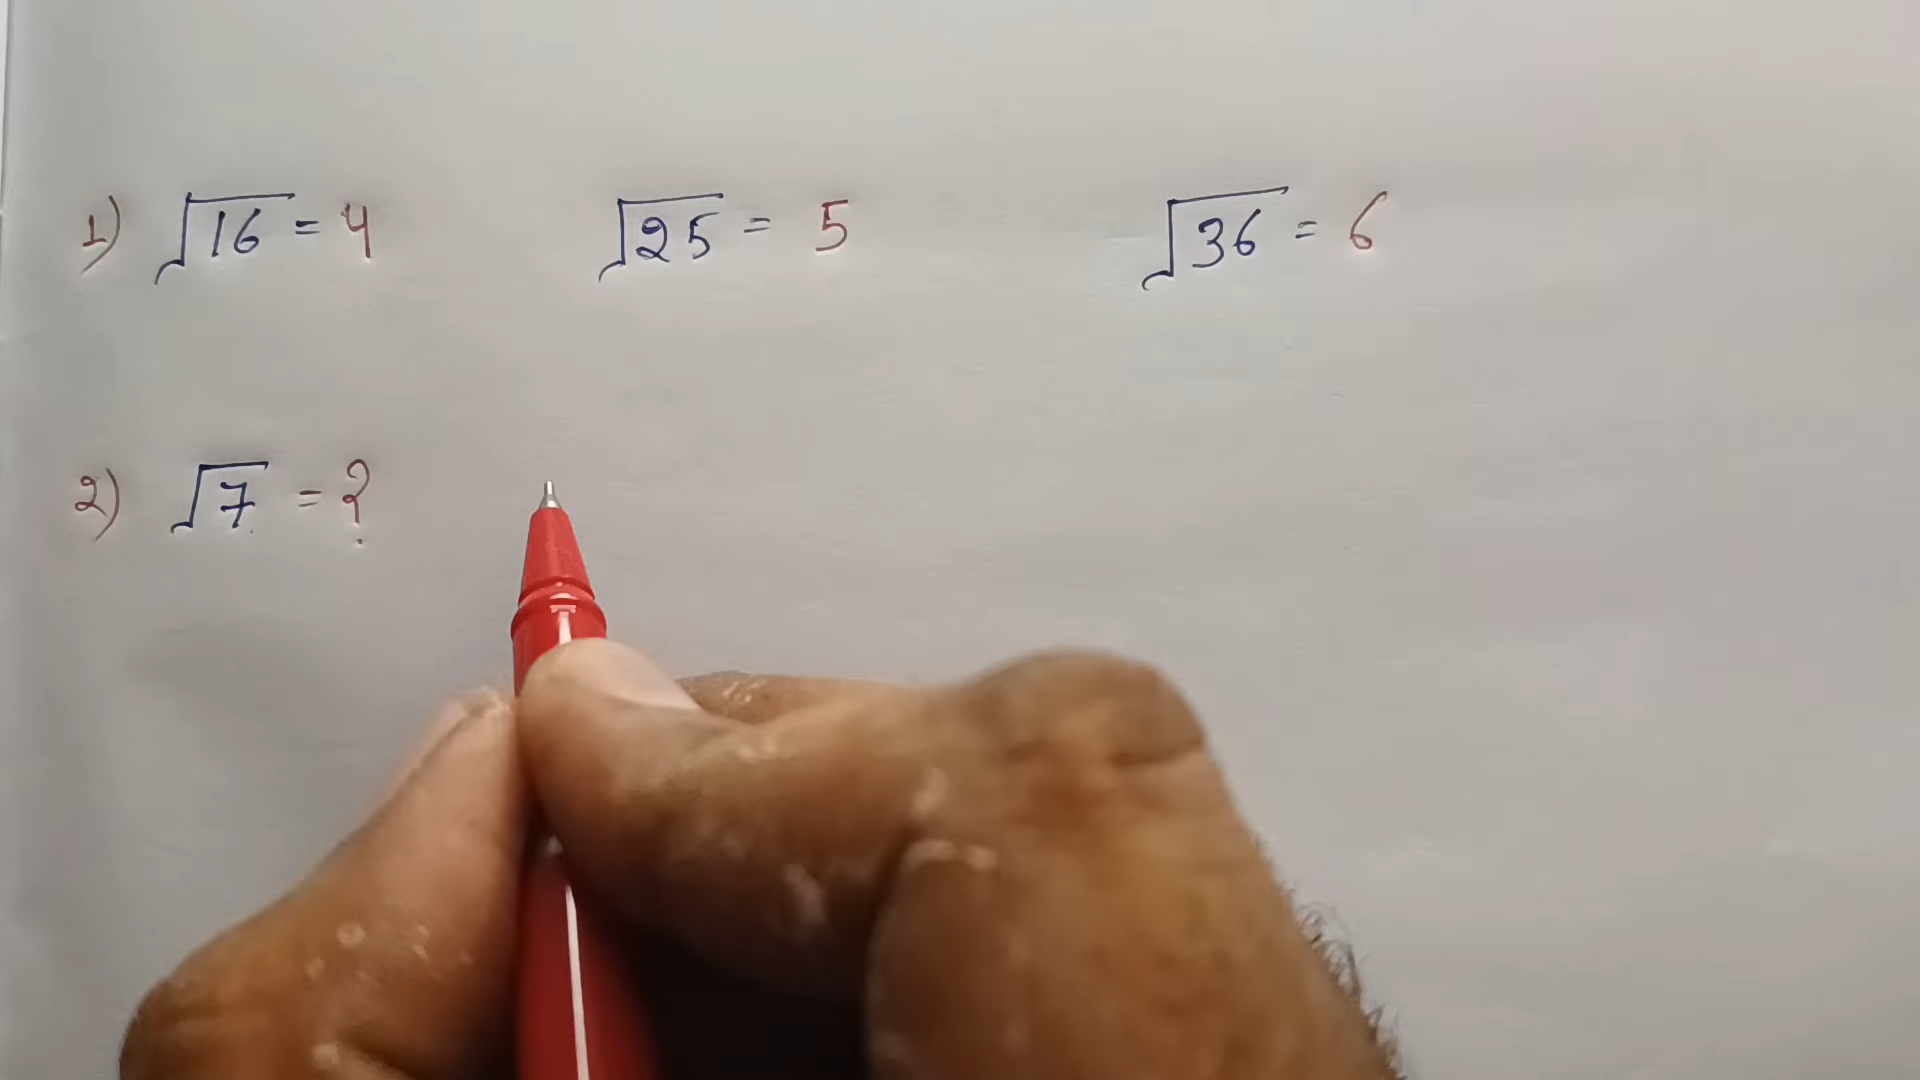 1) √16 = 4 √25 = 5 √36 = 6
2) √7 = ?